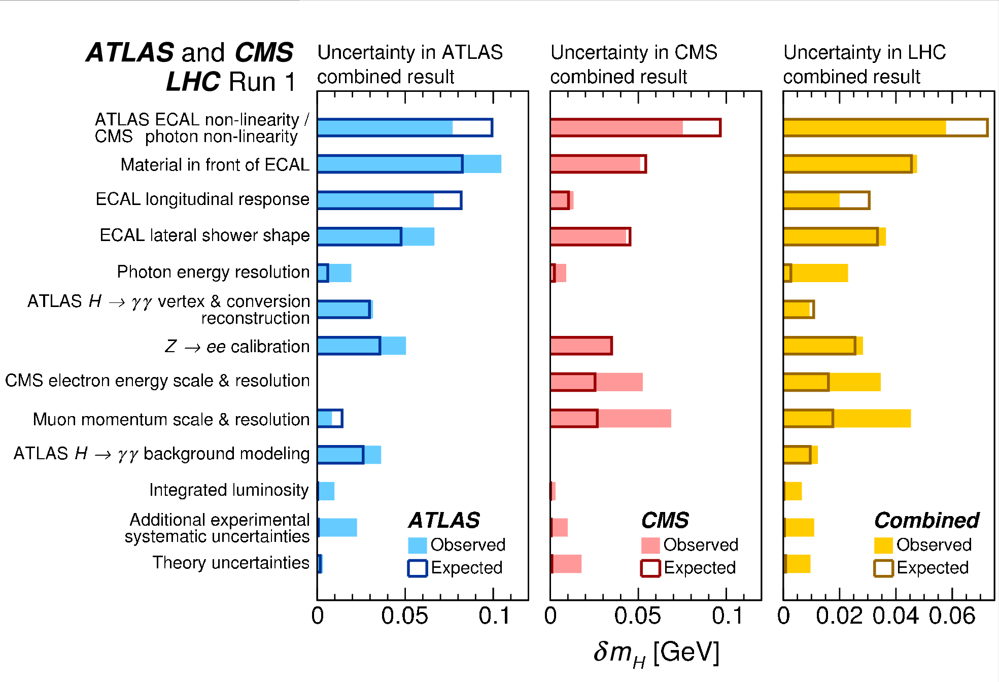 ATLAS and CMS
LHC Run 1
Uncertainty in ATLAS
combined result
Uncertainty in CMS
combined result
Uncertainty in LHC
combined result
ATLAS ECAL non-linearity /
CMS photon non-linearity
Material in front of ECAL
ECAL longitudinal response
ECAL lateral shower shape
Photon energy resolution
ATLAS H → γγ vertex & conversion
reconstruction
Z → ee calibration
CMS electron energy scale & resolution
Muon momentum scale & resolution
ATLAS H → γγ background modeling
Integrated luminosity
Additional experimental
systematic uncertainties
Theory uncertainties
ATLAS
Observed
Expected
CMS
Observed
Expected
Combined
Observed
Expected
0 0.05 0.1
0 0.05 0.1
0 0.02 0.04 0.06
δm_H [GeV]